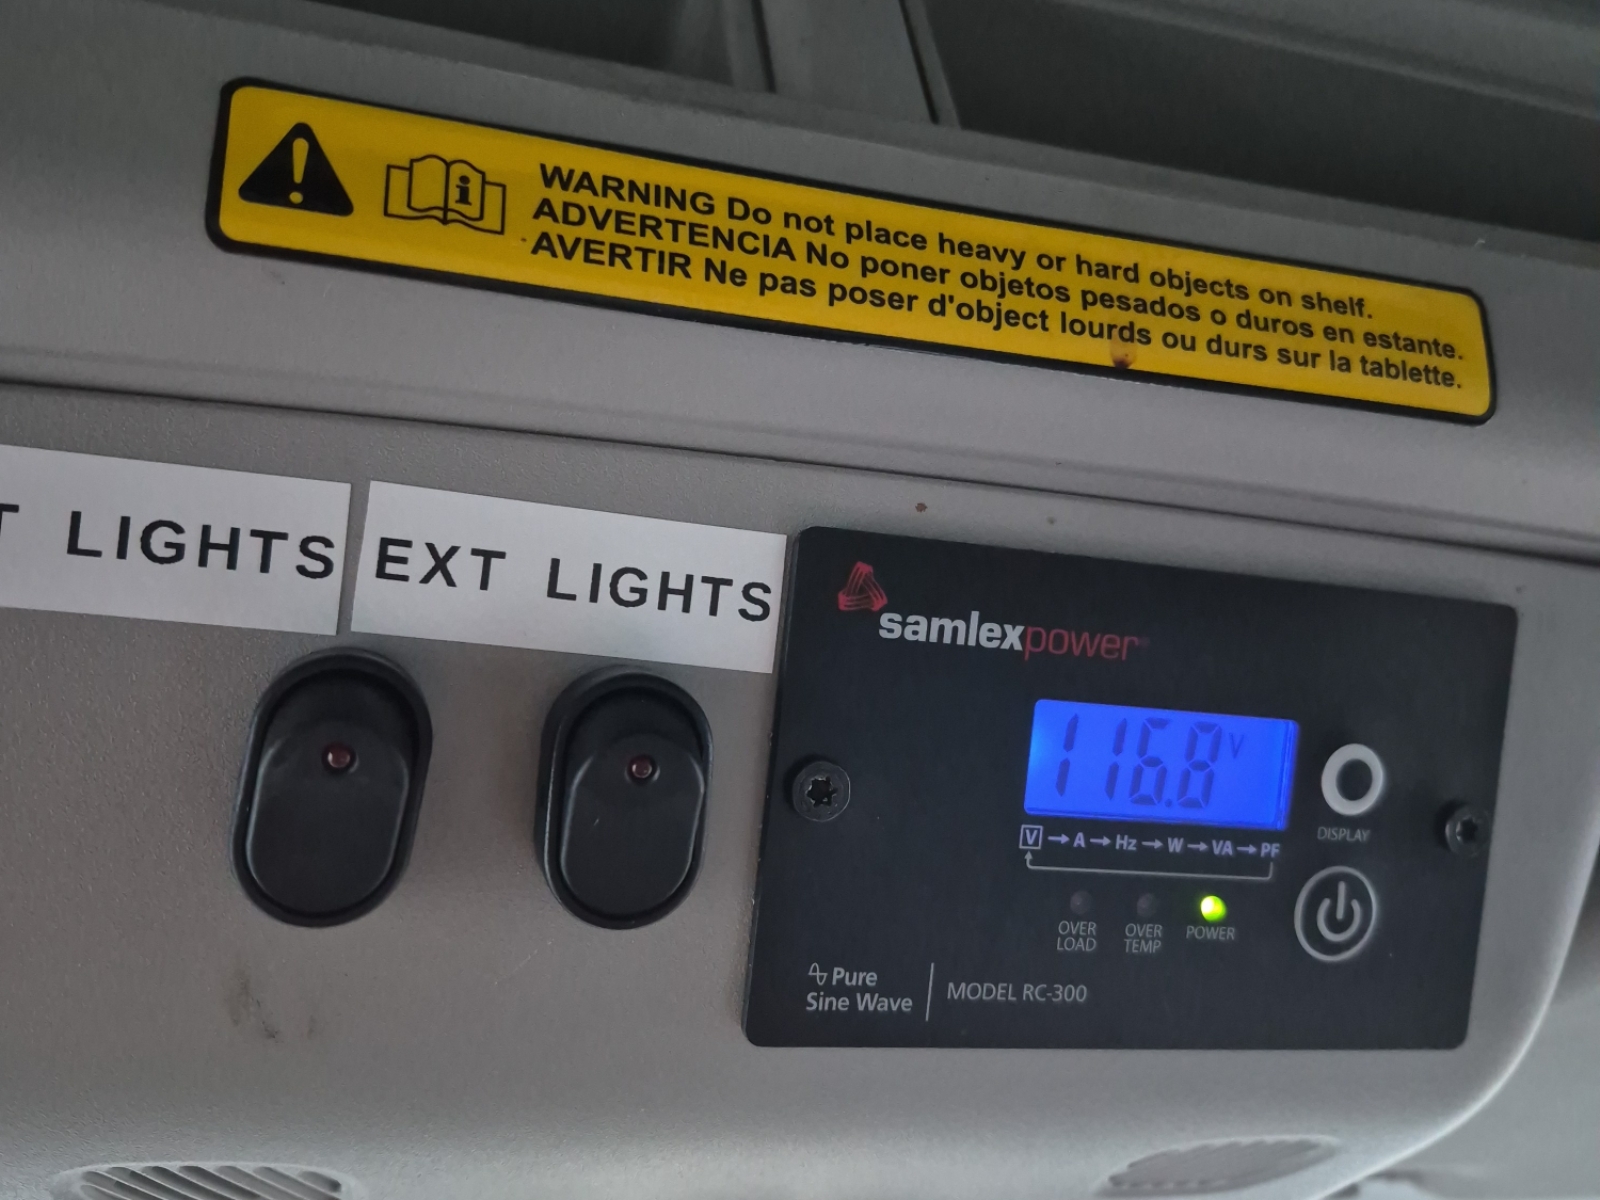 WARNING Do not place heavy or hard objects on shelf.
ADVERTENCIA No poner objetos pesados o duros en estante.
AVERTIR Ne pas poser d'object lourds ou durs sur la tablette.
T LIGHTS
EXT LIGHTS
samlexpower
116.8 V
V → A → Hz → W → VA → PF
DISPLAY
OVER LOAD
OVER TEMP
POWER
Pure
Sine Wave
MODEL RC-300